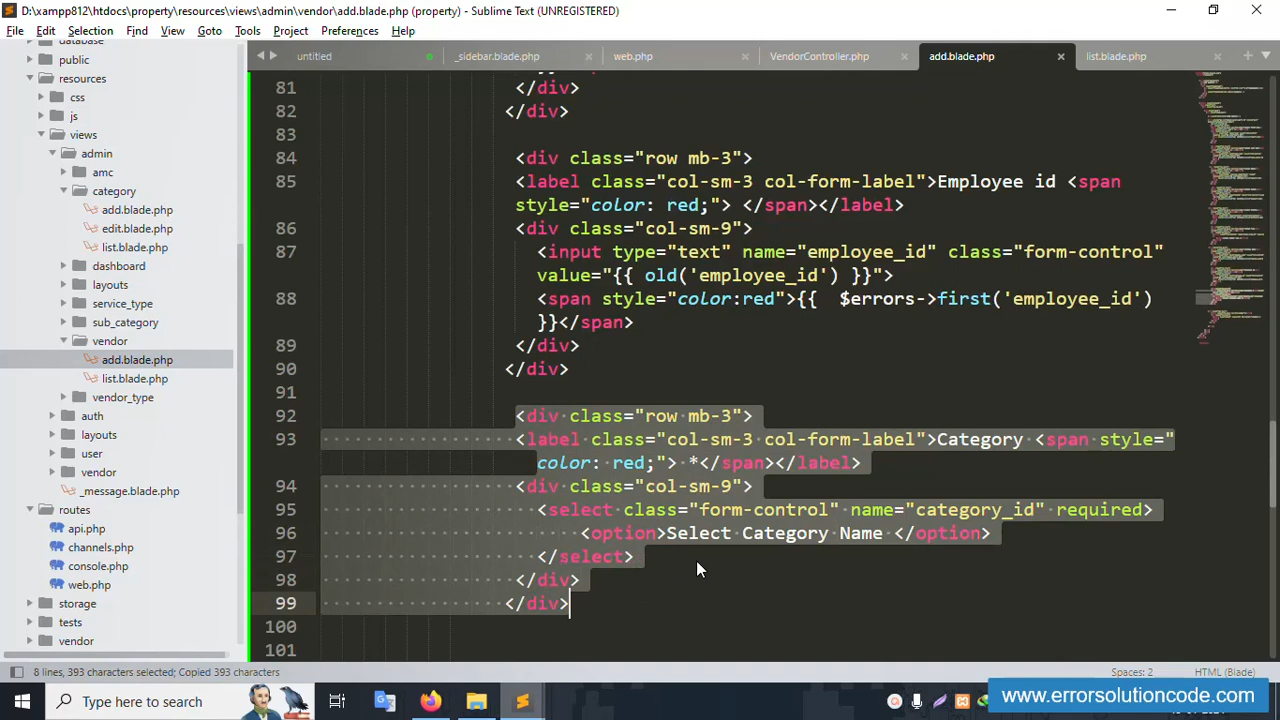 D:\xampp812\htdocs\property\resources\views\admin\vendor\add.blade.php (property) - Sublime Text (UNREGISTERED)
File Edit Selection Find View Goto Tools Project Preferences Help
untitled _sidebar.blade.php web.php VendorController.php add.blade.php list.blade.php
public
resources
css
js
views
admin
amc
category
add.blade.php
edit.blade.php
list.blade.php
dashboard
layouts
service_type
sub_category
vendor
add.blade.php
list.blade.php
vendor_type
auth
layouts
user
vendor
_message.blade.php
routes
api.php
channels.php
console.php
web.php
storage
tests
vendor
81 </div>
82 </div>
83
84 <div class="row mb-3">
85 <label class="col-sm-3 col-form-label">Employee id <span
style="color: red;"> </span></label>
86 <div class="col-sm-9">
87 <input type="text" name="employee_id" class="form-control"
value="{{ old('employee_id') }}">
88 <span style="color:red">{{  $errors->first('employee_id')
}}</span>
89 </div>
90 </div>
91
92 <div class="row mb-3">
93 <label class="col-sm-3 col-form-label">Category <span style="
color: red;"> *</span></label>
94 <div class="col-sm-9">
95 <select class="form-control" name="category_id" required>
96 <option>Select Category Name </option>
97 </select>
98 </div>
99 </div>
100
101
8 lines, 393 characters selected; Copied 393 characters Spaces: 2 HTML (Blade)
Type here to search
www.errorsolutioncode.com